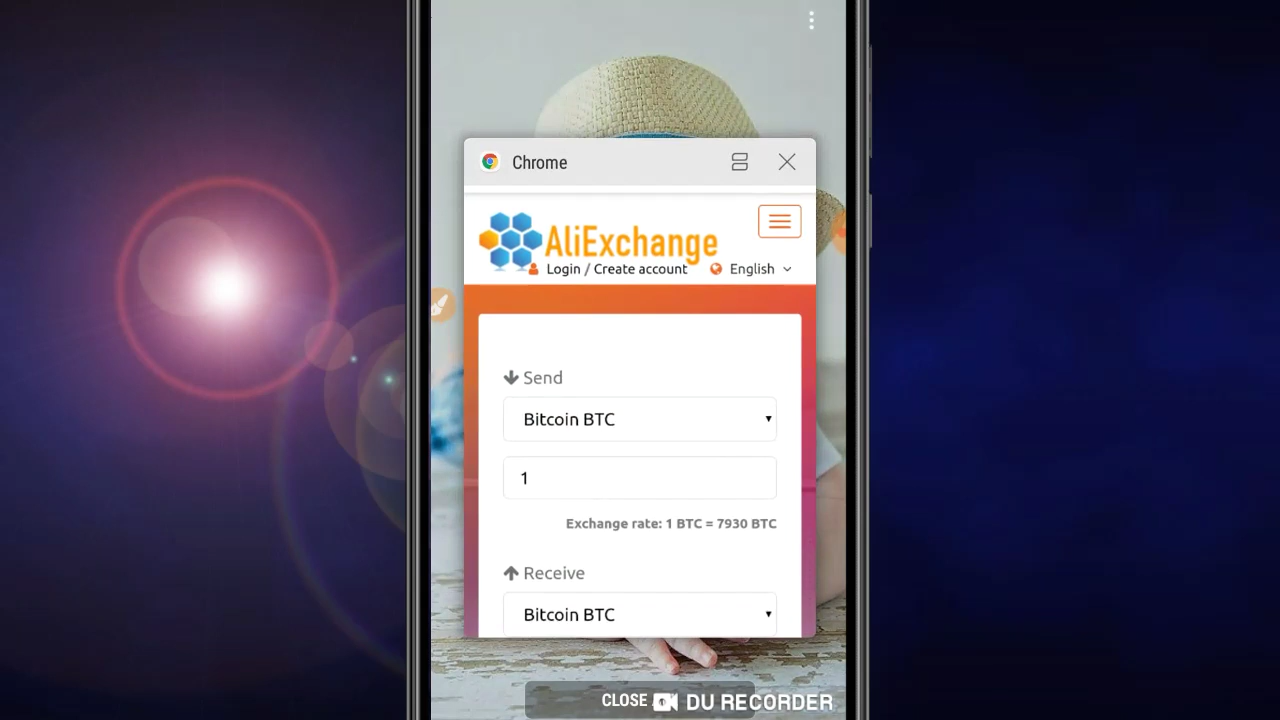 Chrome
AliExchange
Login / Create account English
Send
Bitcoin BTC
1
Exchange rate: 1 BTC = 7930 BTC
Receive
Bitcoin BTC
CLOSE
DU RECORDER